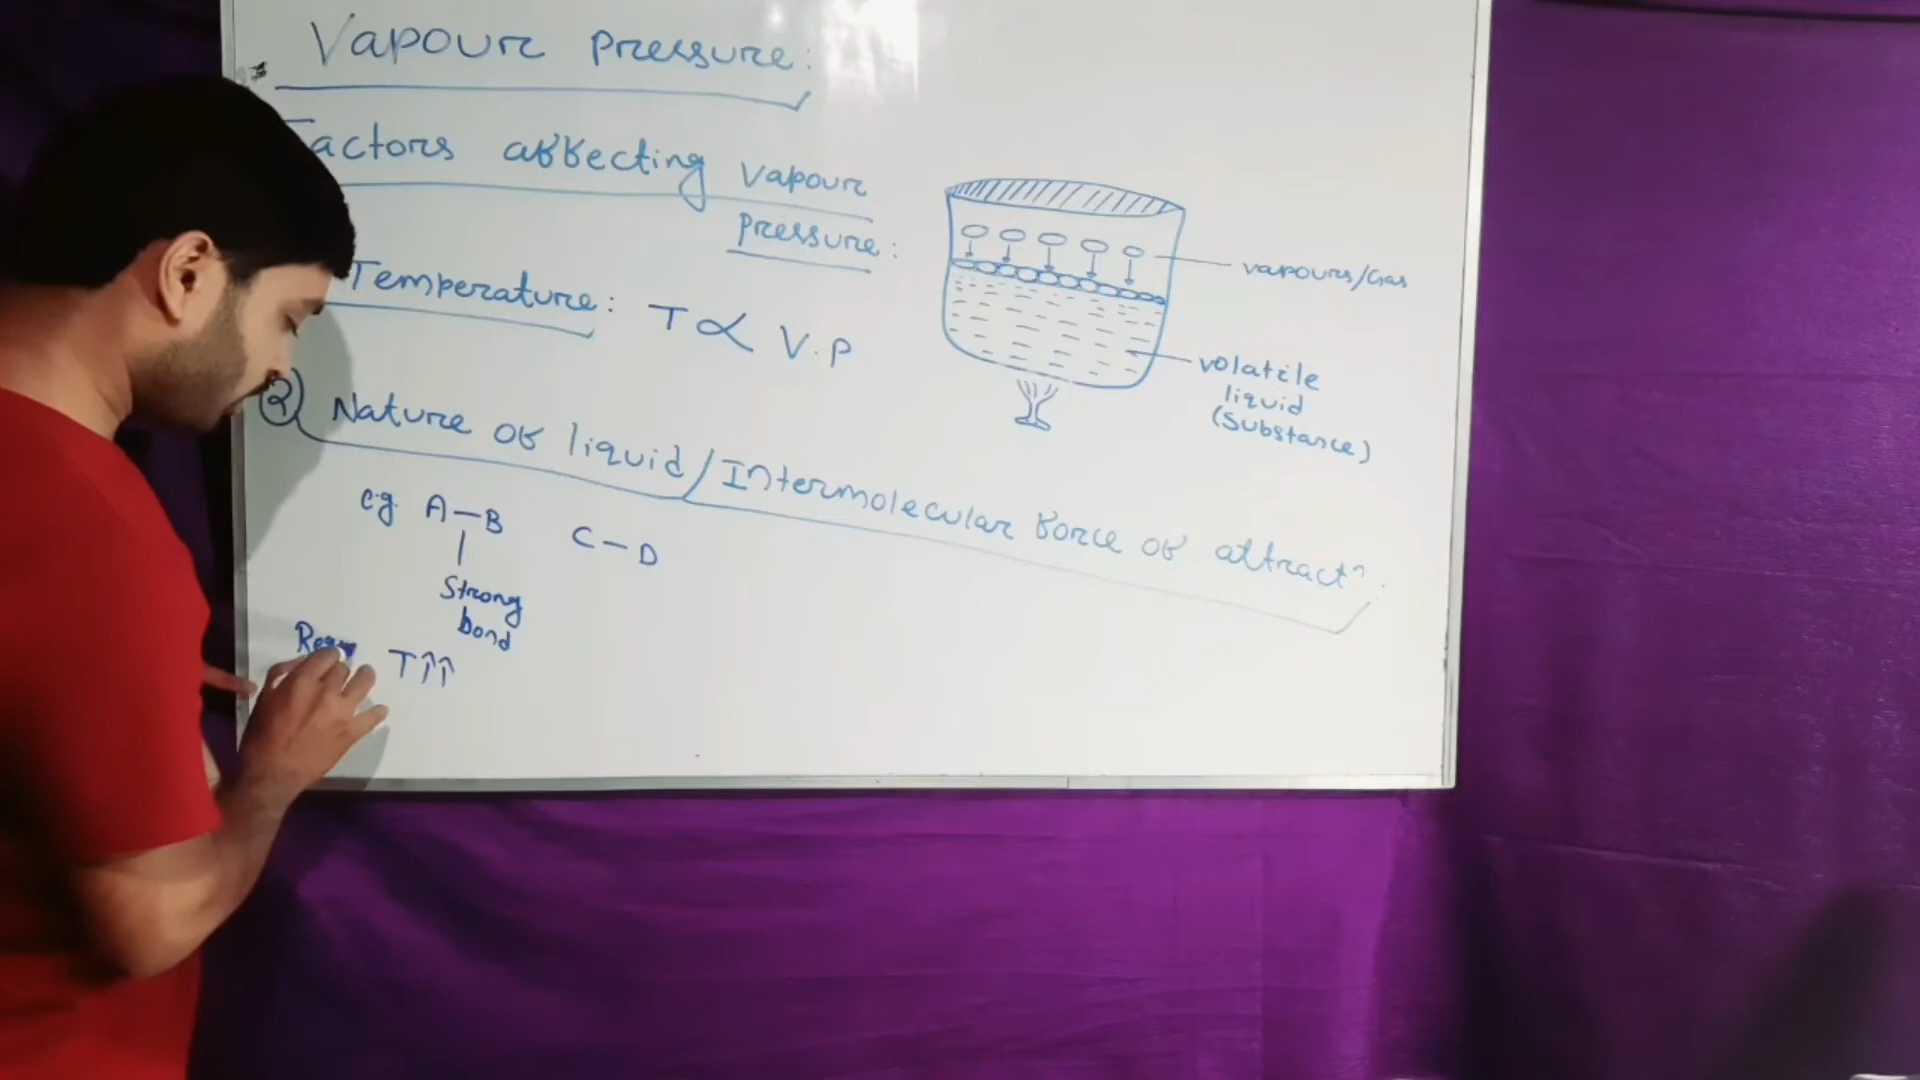 Vapour pressure:
Factors affecting vapour
pressure:
Temperature: T ∝ V.P
vapours/Gas
volatile
liquid
(Substance)
② Nature of liquid/Intermolecular force of attractⁿ.
e.g. A—B C—D
Strong
bond
T↑↑